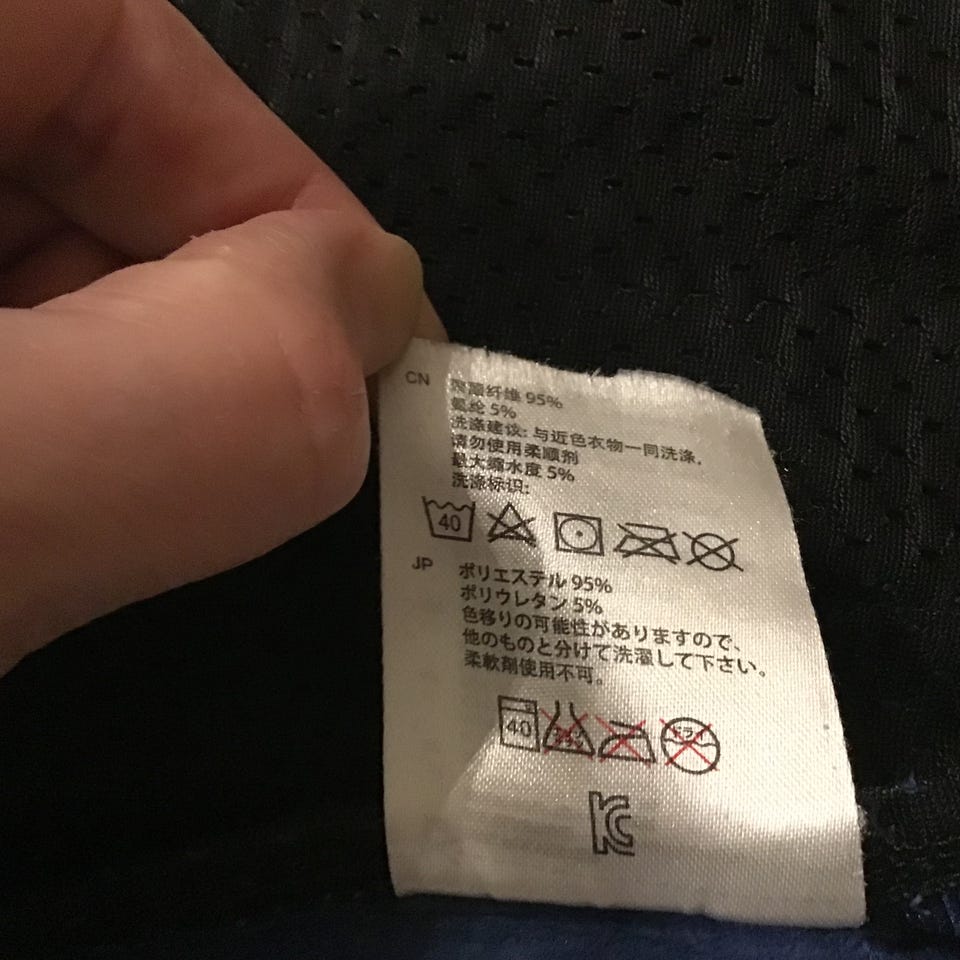 CN
聚酯纤维 95%
氨纶 5%
洗涤建议: 与近色衣物一同洗涤,
请勿使用柔顺剂
最大缩水度 5%
洗涤标识:
40
JP
ポリエステル 95%
ポリウレタン 5%
色移りの可能性がありますので、
他のものと分けて洗濯して下さい。
柔軟剤使用不可。
40 ドライ